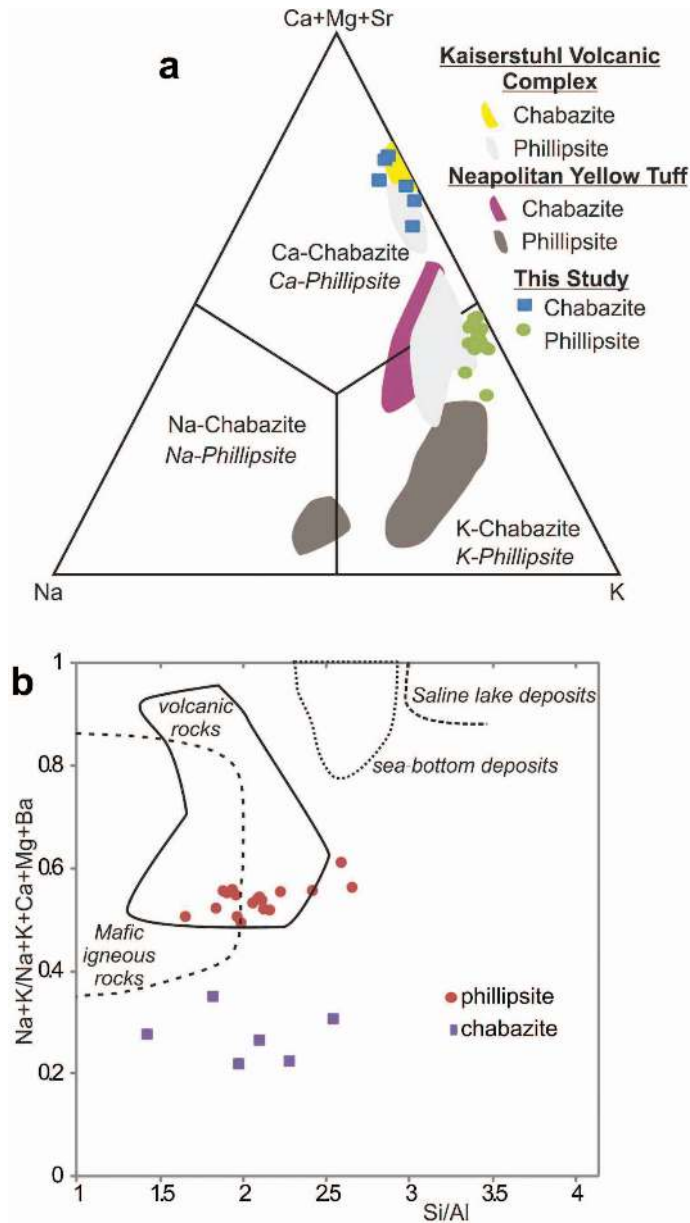 Ca+Mg+Sr
a
Kaiserstuhl Volcanic
Complex
Chabazite
Phillipsite
Neapolitan Yellow Tuff
Chabazite
Phillipsite
This Study
Chabazite
Phillipsite
Ca-Chabazite
Ca-Phillipsite
Na-Chabazite
Na-Phillipsite
K-Chabazite
K-Phillipsite
Na
K
b
1
0.8
0.6
0.4
0.2
0
Na+K/Na+K+Ca+Mg+Ba
volcanic
rocks
Saline lake deposits
sea-bottom deposits
Mafic
igneous
rocks
phillipsite
chabazite
1
1.5
2
2.5
3
3.5
4
Si/Al